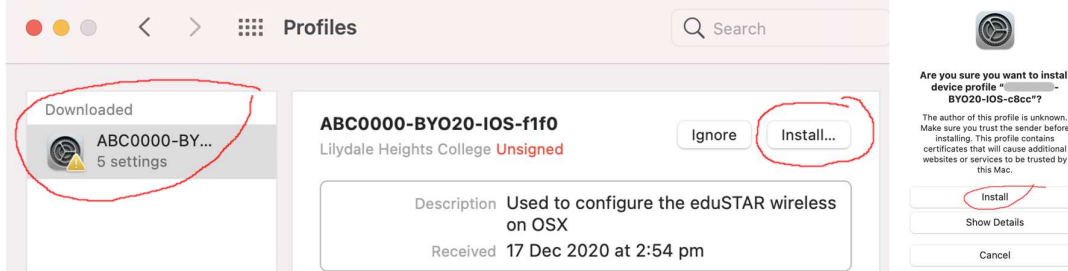 Profiles
Search
Downloaded
ABC0000-BY...
5 settings
ABC0000-BYO20-IOS-f1f0
Lilydale Heights College Unsigned
Ignore
Install...
Description Used to configure the eduSTAR wireless
on OSX
Received 17 Dec 2020 at 2:54 pm
Are you sure you want to instal
device profile “ -
BYO20-IOS-c8cc”?
The author of this profile is unknown.
Make sure you trust the sender before
installing. This profile contains
certificates that will cause additional
websites or services to be trusted by
this Mac.
Install
Show Details
Cancel